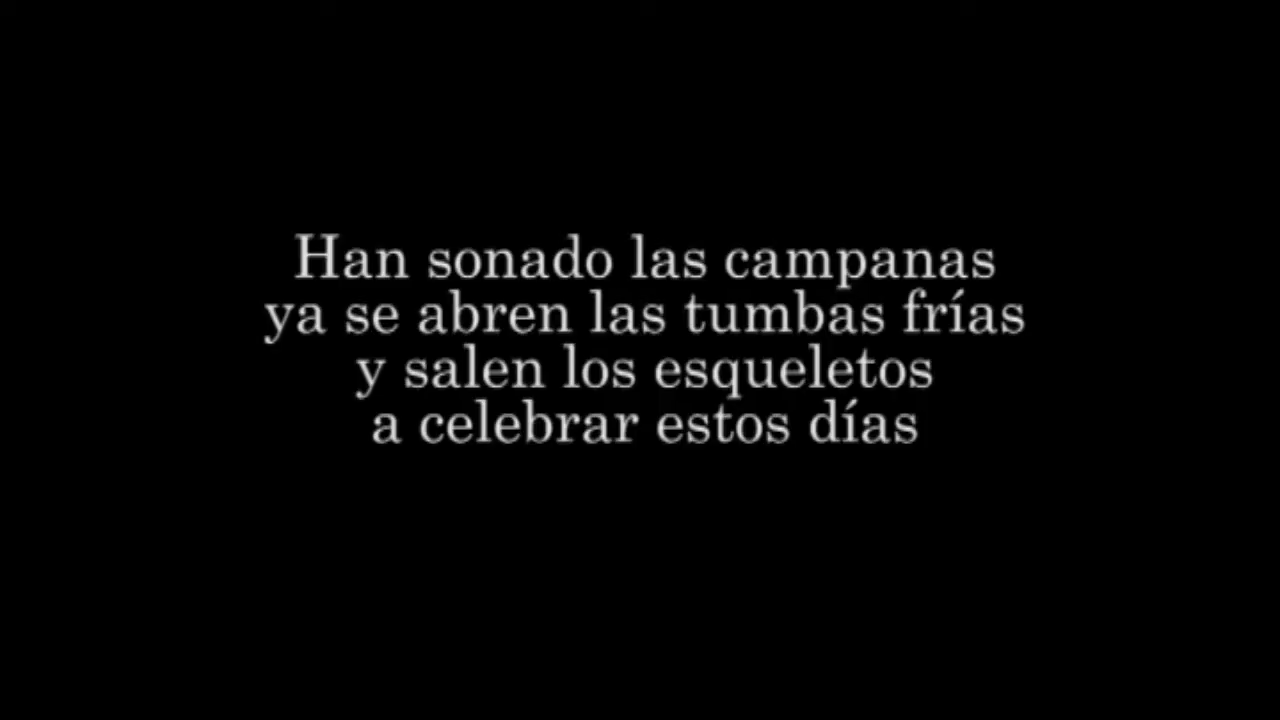 Han sonado las campanas
ya se abren las tumbas frías
y salen los esqueletos
a celebrar estos días